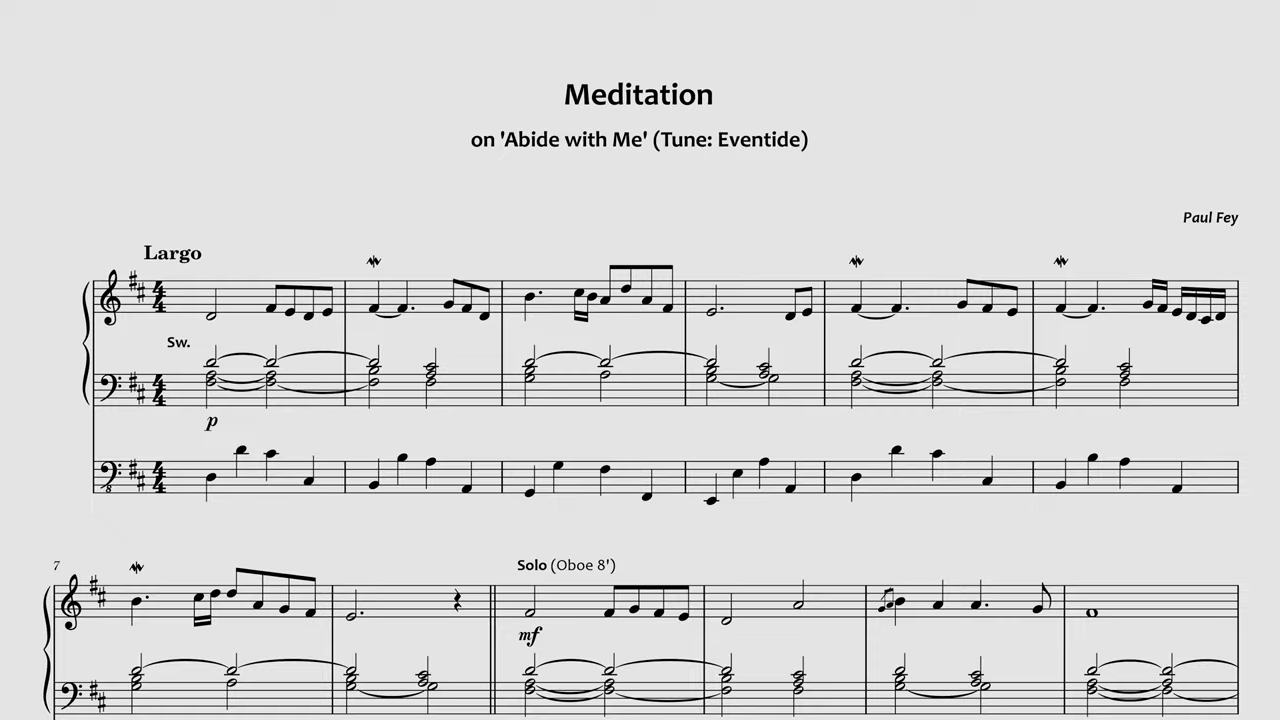 Meditation
on 'Abide with Me' (Tune: Eventide)
Paul Fey
Largo
Sw.
p
7
Solo (Oboe 8')
mf